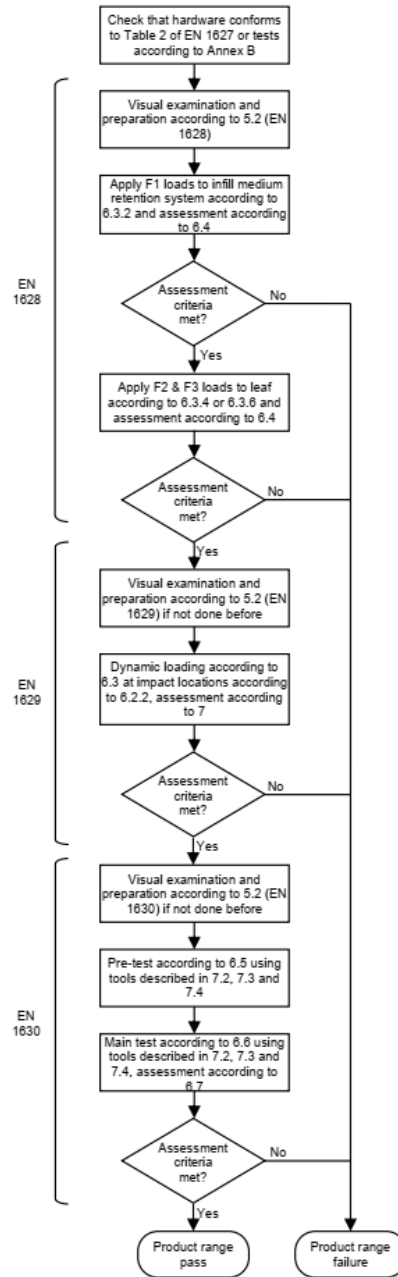 Check that hardware conforms
to Table 2 of EN 1627 or tests
according to Annex B
Visual examination and
preparation according to 5.2 (EN
1628)
Apply F1 loads to infill medium
retention system according to
6.3.2 and assessment according
to 6.4
EN
1628
Assessment
criteria
met?
No
Yes
Apply F2 & F3 loads to leaf
according to 6.3.4 or 6.3.6 and
assessment according to 6.4
Assessment
criteria
met?
No
Yes
Visual examination and
preparation according to 5.2 (EN
1629) if not done before
EN
1629
Dynamic loading according to
6.3 at impact locations according
to 6.2.2, assessment according
to 7
Assessment
criteria
met?
No
Yes
Visual examination and
preparation according to 5.2 (EN
1630) if not done before
Pre-test according to 6.5 using
tools described in 7.2, 7.3 and
7.4
EN
1630
Main test according to 6.6 using
tools described in 7.2, 7.3 and
7.4, assessment according to
6.7
Assessment
criteria
met?
No
Yes
Product range
pass
Product range
failure